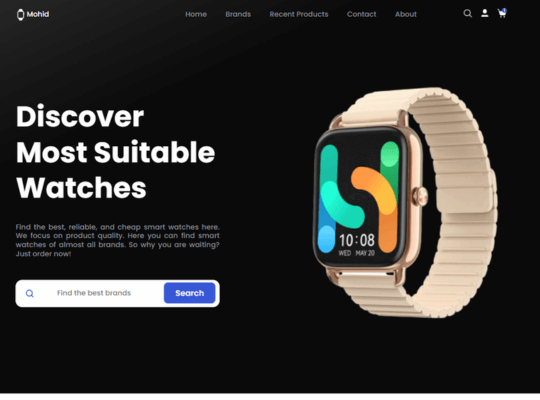 Mohid
Home Brands Recent Products Contact About
Discover
Most Suitable
Watches
Find the best, reliable, and cheap smart watches here.
We focus on product quality. Here you can find smart
watches of almost all brands. So why you are waiting?
Just order now!
Find the best brands
Search
10:08
WED MAY 20